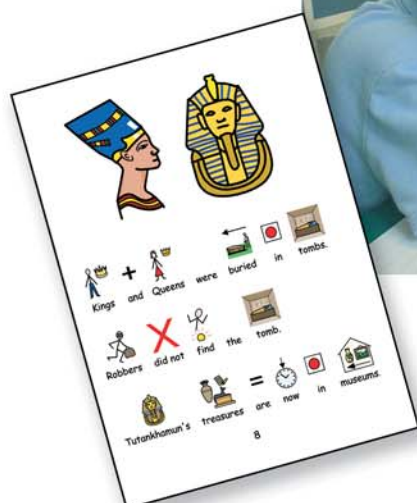 Kings and Queens were buried in tombs.
Robbers did not find the tomb.
Tutankhamun's treasures are now in museums.
8